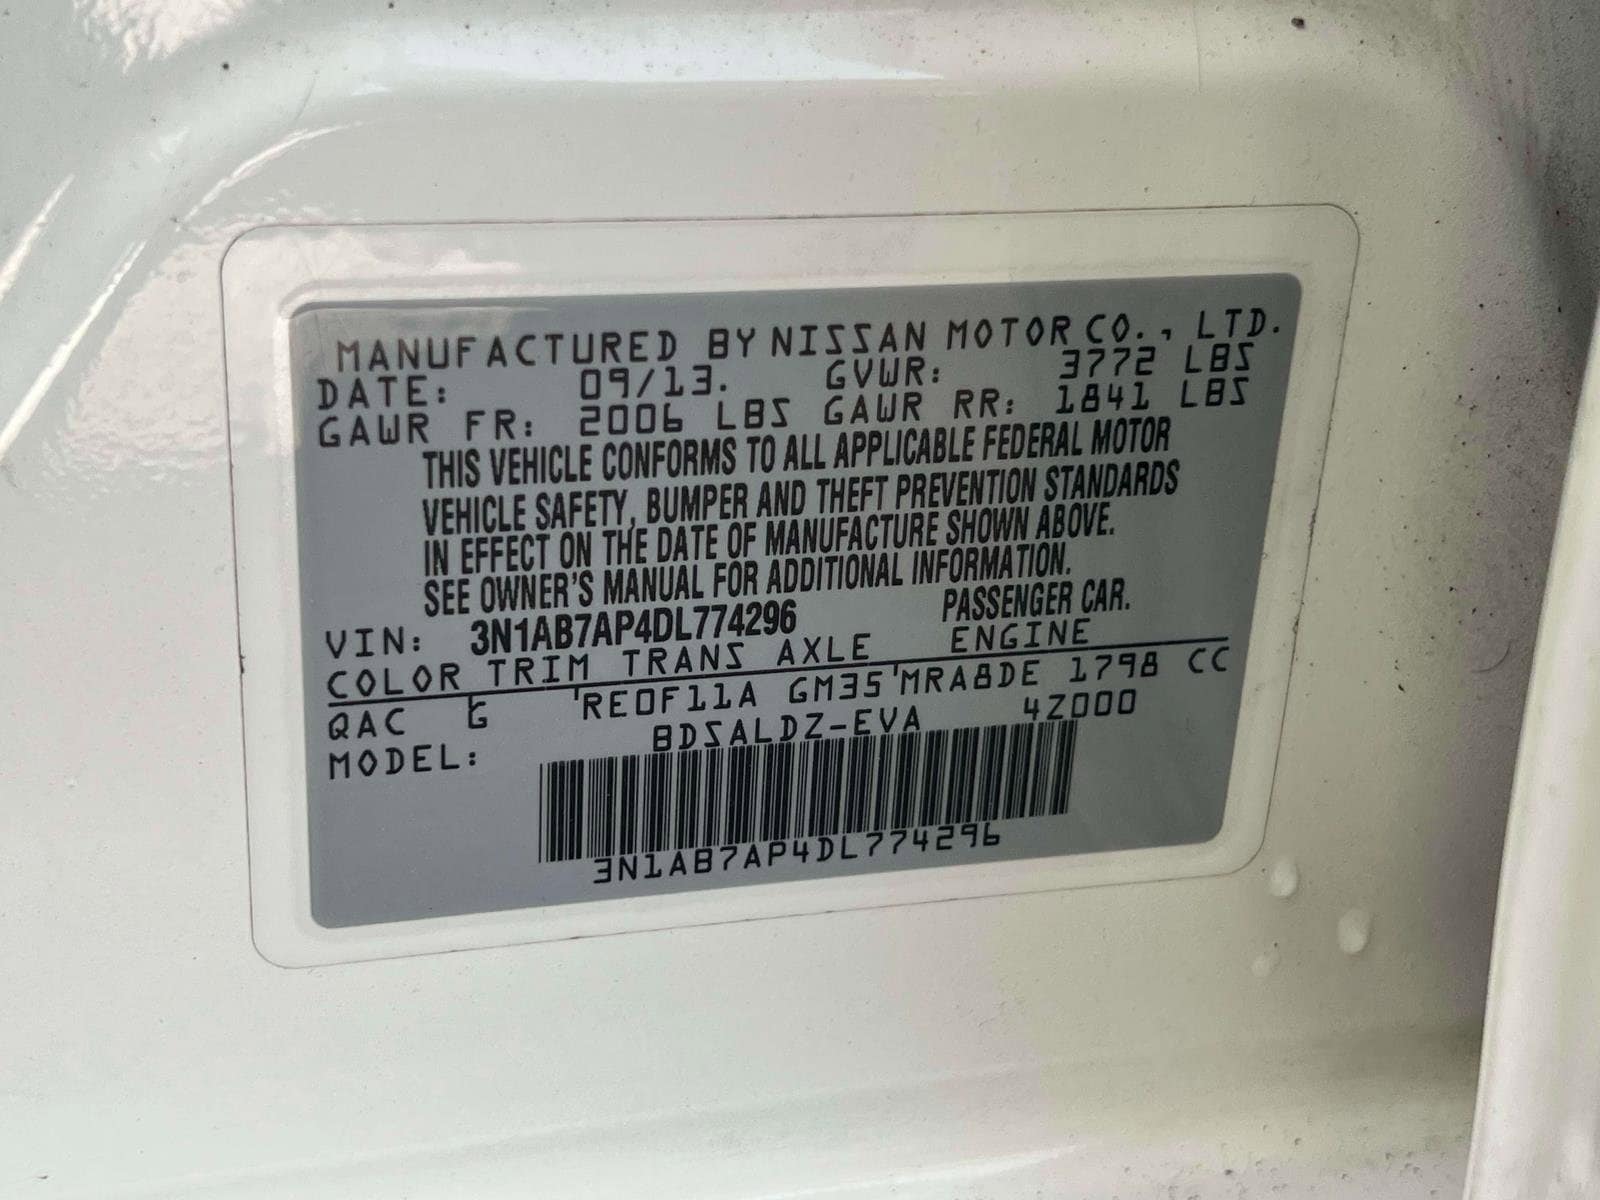 MANUFACTURED BY NISSAN MOTOR CO., LTD.
DATE: 09/13. GVWR: 3772 LBS
GAWR FR: 2006 LBS GAWR RR: 1841 LBS
THIS VEHICLE CONFORMS TO ALL APPLICABLE FEDERAL MOTOR
VEHICLE SAFETY, BUMPER AND THEFT PREVENTION STANDARDS
IN EFFECT ON THE DATE OF MANUFACTURE SHOWN ABOVE.
SEE OWNER'S MANUAL FOR ADDITIONAL INFORMATION.
VIN: 3N1AB7AP4DL774296 PASSENGER CAR.
COLOR TRIM TRANS AXLE ENGINE
QAC G RE0F11A GM35 MRA8DE 1798 CC
MODEL: BDSALDZ-EVA 4Z000
3N1AB7AP4DL774296